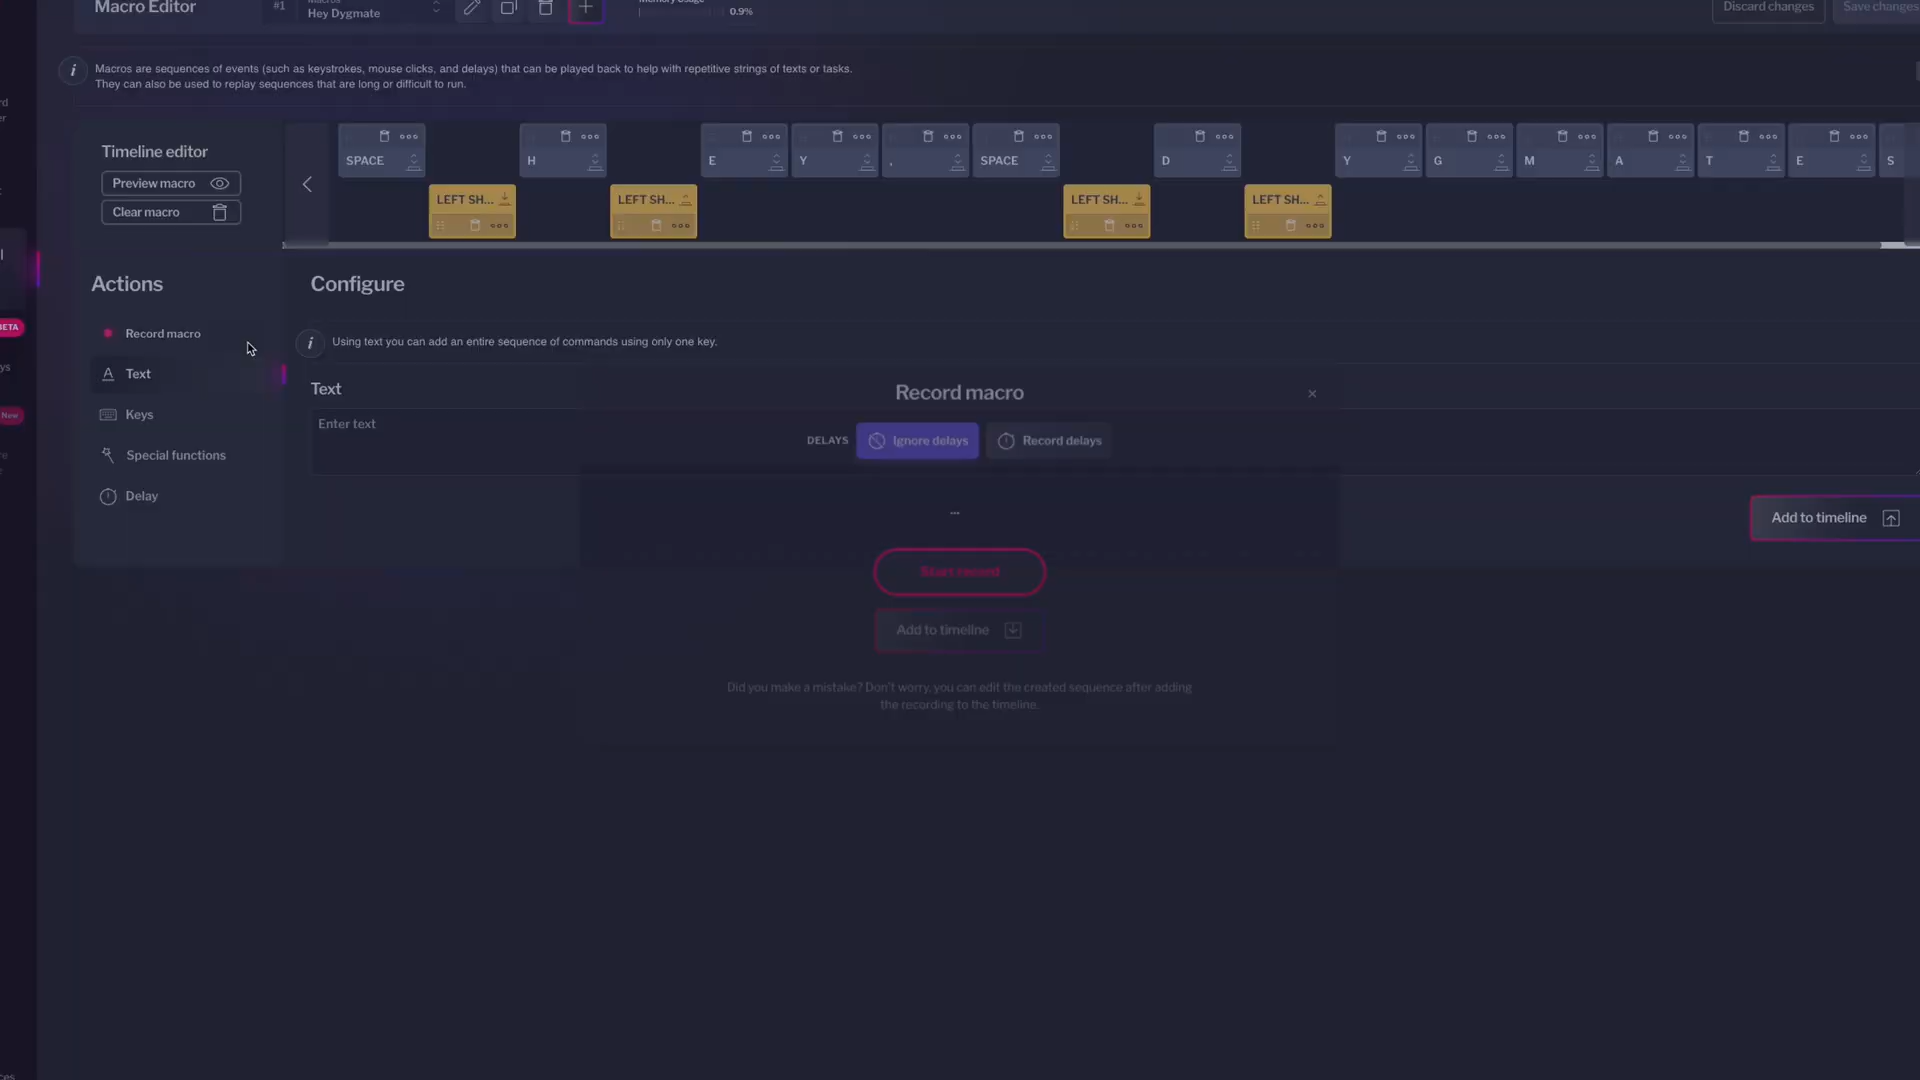 Macro Editor
#1
Macros
Hey Dygmate
Memory Usage
0.9%
Discard changes
Save changes
Macros are sequences of events (such as keystrokes, mouse clicks, and delays) that can be played back to help with repetitive strings of texts or tasks.
They can also be used to replay sequences that are long or difficult to run.
Timeline editor
Preview macro
Clear macro
SPACE
H
E
Y
,
SPACE
D
Y
G
M
A
T
E
S
LEFT SH...
LEFT SH...
LEFT SH...
LEFT SH...
Actions
Record macro
Text
Keys
Special functions
Delay
BETA
New
Configure
Using text you can add an entire sequence of commands using only one key.
Text
Enter text
Add to timeline
Record macro
DELAYS
Ignore delays
Record delays
...
Start record
Add to timeline
Did you make a mistake? Don't worry, you can edit the created sequence after adding
the recording to the timeline.